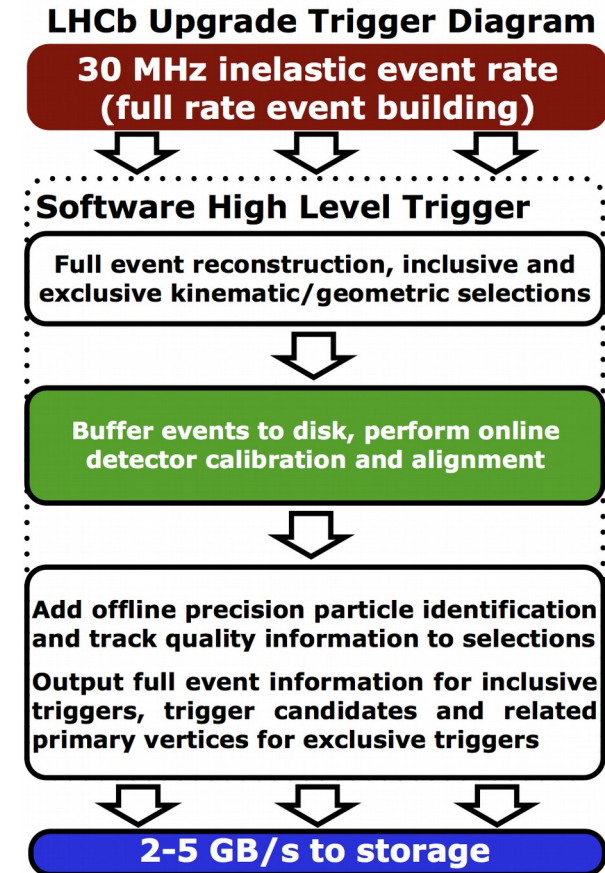 LHCb Upgrade Trigger Diagram
30 MHz inelastic event rate
(full rate event building)
Software High Level Trigger
Full event reconstruction, inclusive and
exclusive kinematic/geometric selections
Buffer events to disk, perform online
detector calibration and alignment
Add offline precision particle identification
and track quality information to selections
Output full event information for inclusive
triggers, trigger candidates and related
primary vertices for exclusive triggers
2-5 GB/s to storage